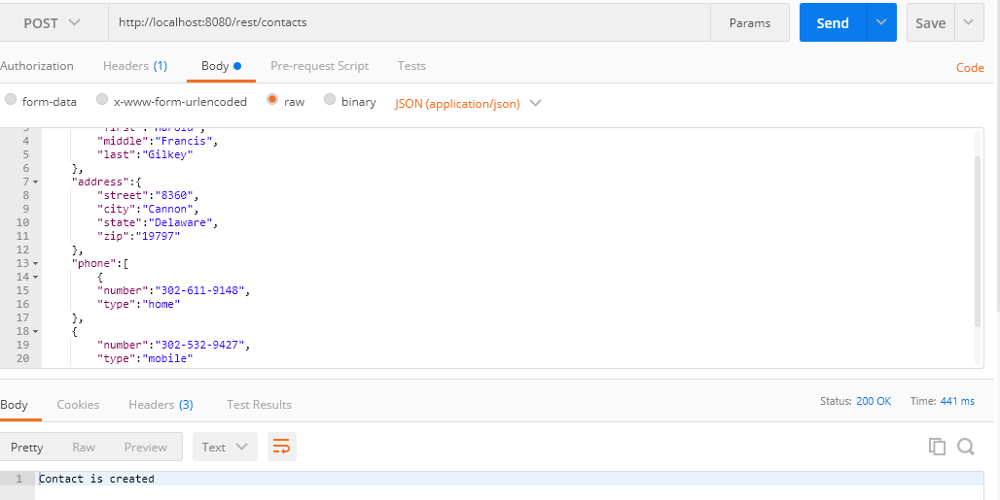 POST http://localhost:8080/rest/contacts Params Send Save
Authorization Headers (1) Body Pre-request Script Tests Code
form-data x-www-form-urlencoded raw binary JSON (application/json)
3 "first":"Harold",
4 "middle":"Francis",
5 "last":"Gilkey"
6 },
7 "address":{
8 "street":"8360",
9 "city":"Cannon",
10 "state":"Delaware",
11 "zip":"19797"
12 },
13 "phone":[
14 {
15 "number":"302-611-9148",
16 "type":"home"
17 },
18 {
19 "number":"302-532-9427",
20 "type":"mobile"
Body Cookies Headers (3) Test Results Status: 200 OK Time: 441 ms
Pretty Raw Preview Text
1 Contact is created